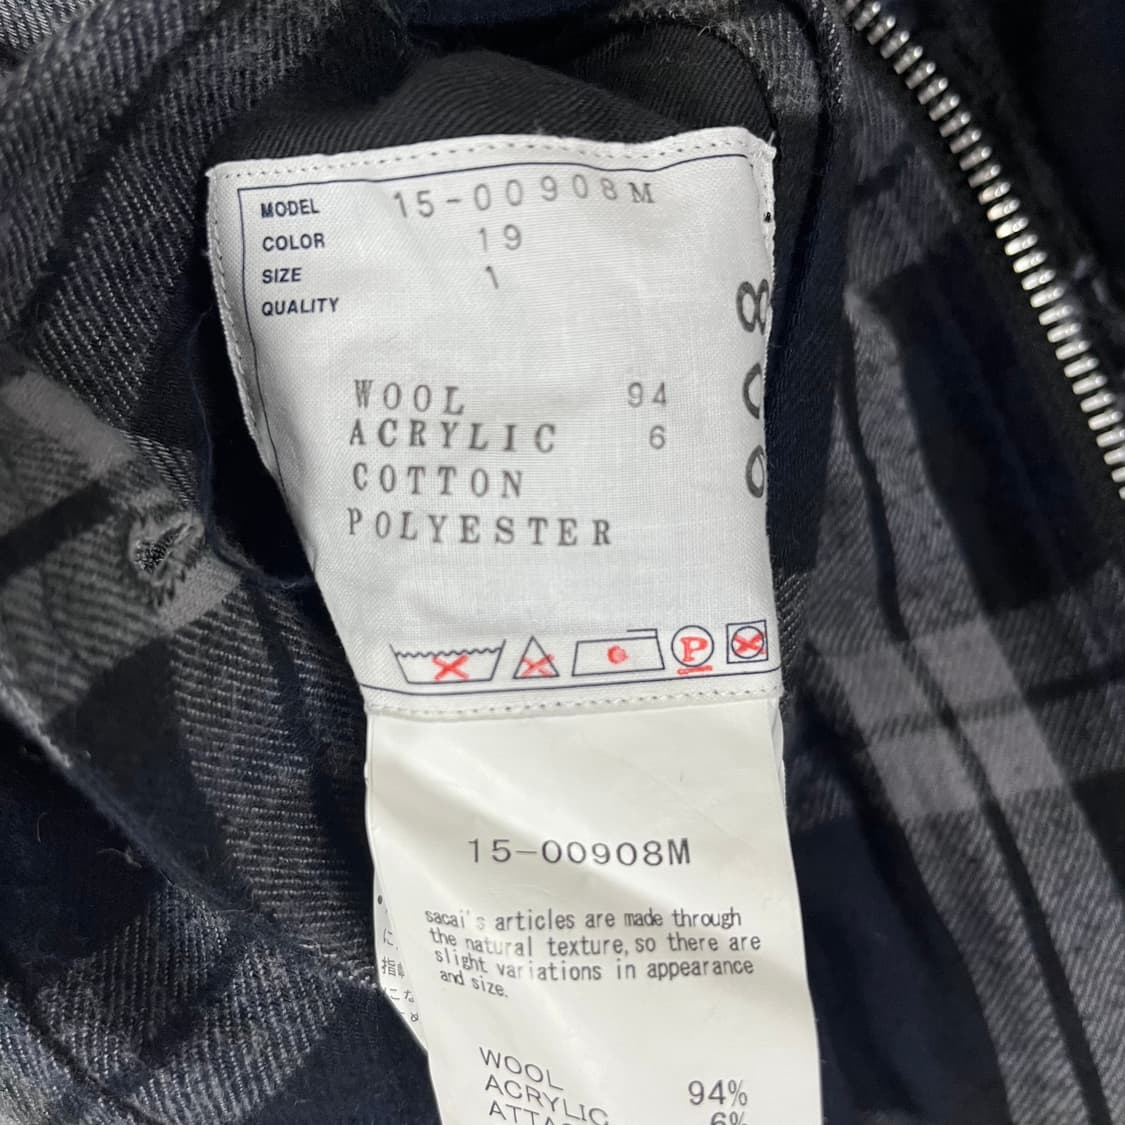 MODEL 15-00908M
COLOR 19
SIZE 1
QUALITY
WOOL 94
ACRYLIC 6
COTTON
POLYESTER
P
15-00908M
sacai's articles are made through
the natural texture, so there are
slight variations in appearance
and size.
WOOL 94%
ACRYLIC 6%